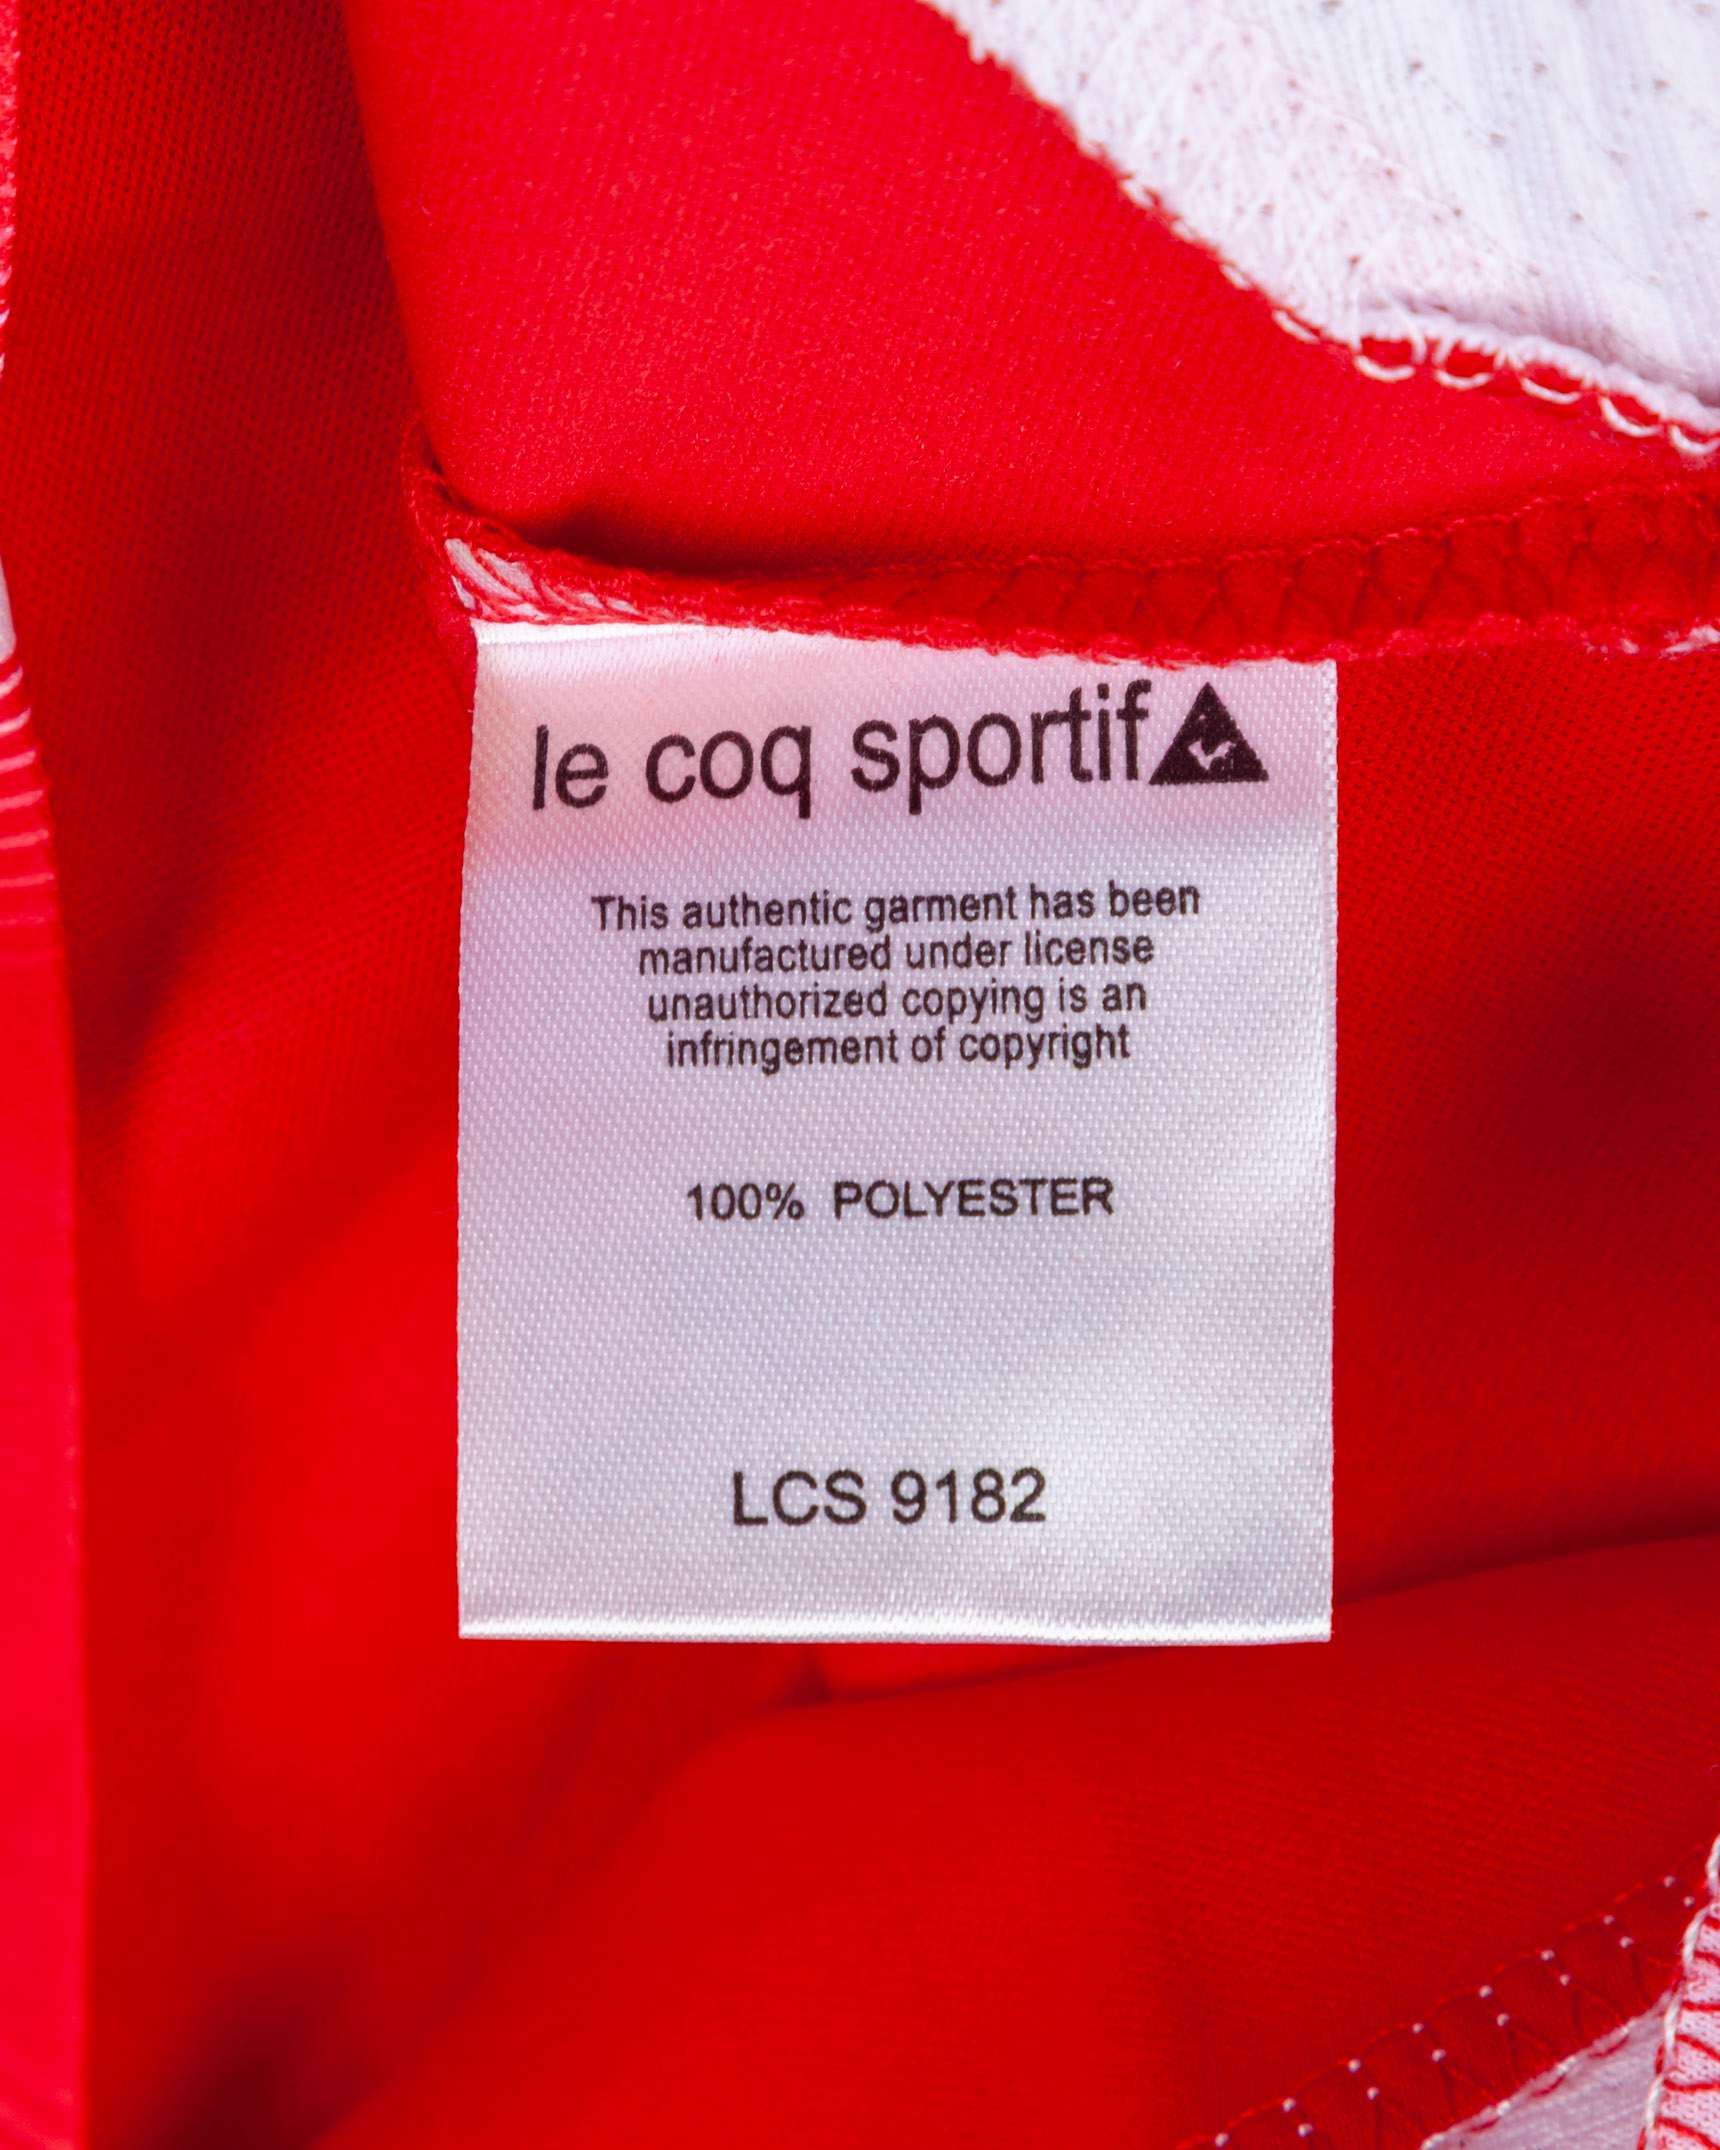 le coq sportif
This authentic garment has been
manufactured under license
unauthorized copying is an
infringement of copyright
100% POLYESTER
LCS 9182